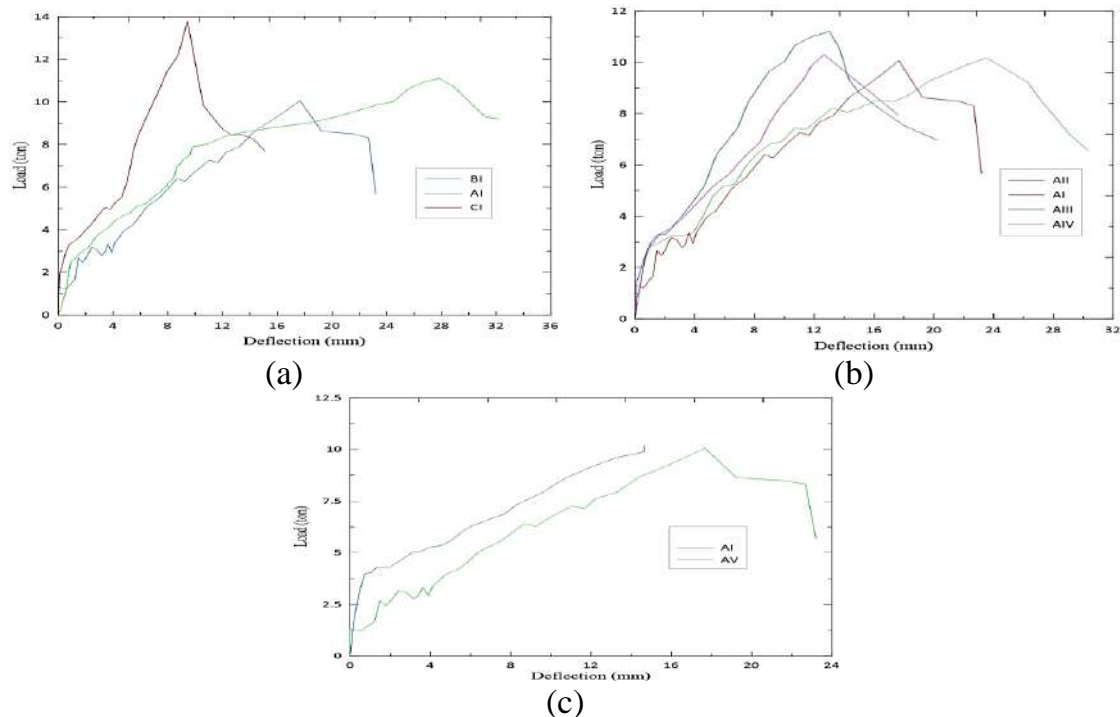 14
12
10
8
6
4
2
0
Load (ton)
0 4 8 12 16 20 24 28 32 36
Deflection (mm)
BI
AI
CI
(a)
12
10
8
6
4
2
0
Load (ton)
0 4 8 12 16 20 24 28 32
Deflection (mm)
AII
AI
AIII
AIV
(b)
12.5
10
7.5
5
2.5
0
Load (ton)
0 4 8 12 16 20 24
Deflection (mm)
AI
AV
(c)